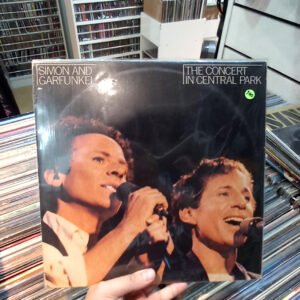 SIMON AND
GARFUNKEL
THE CONCERT
IN CENTRAL PARK